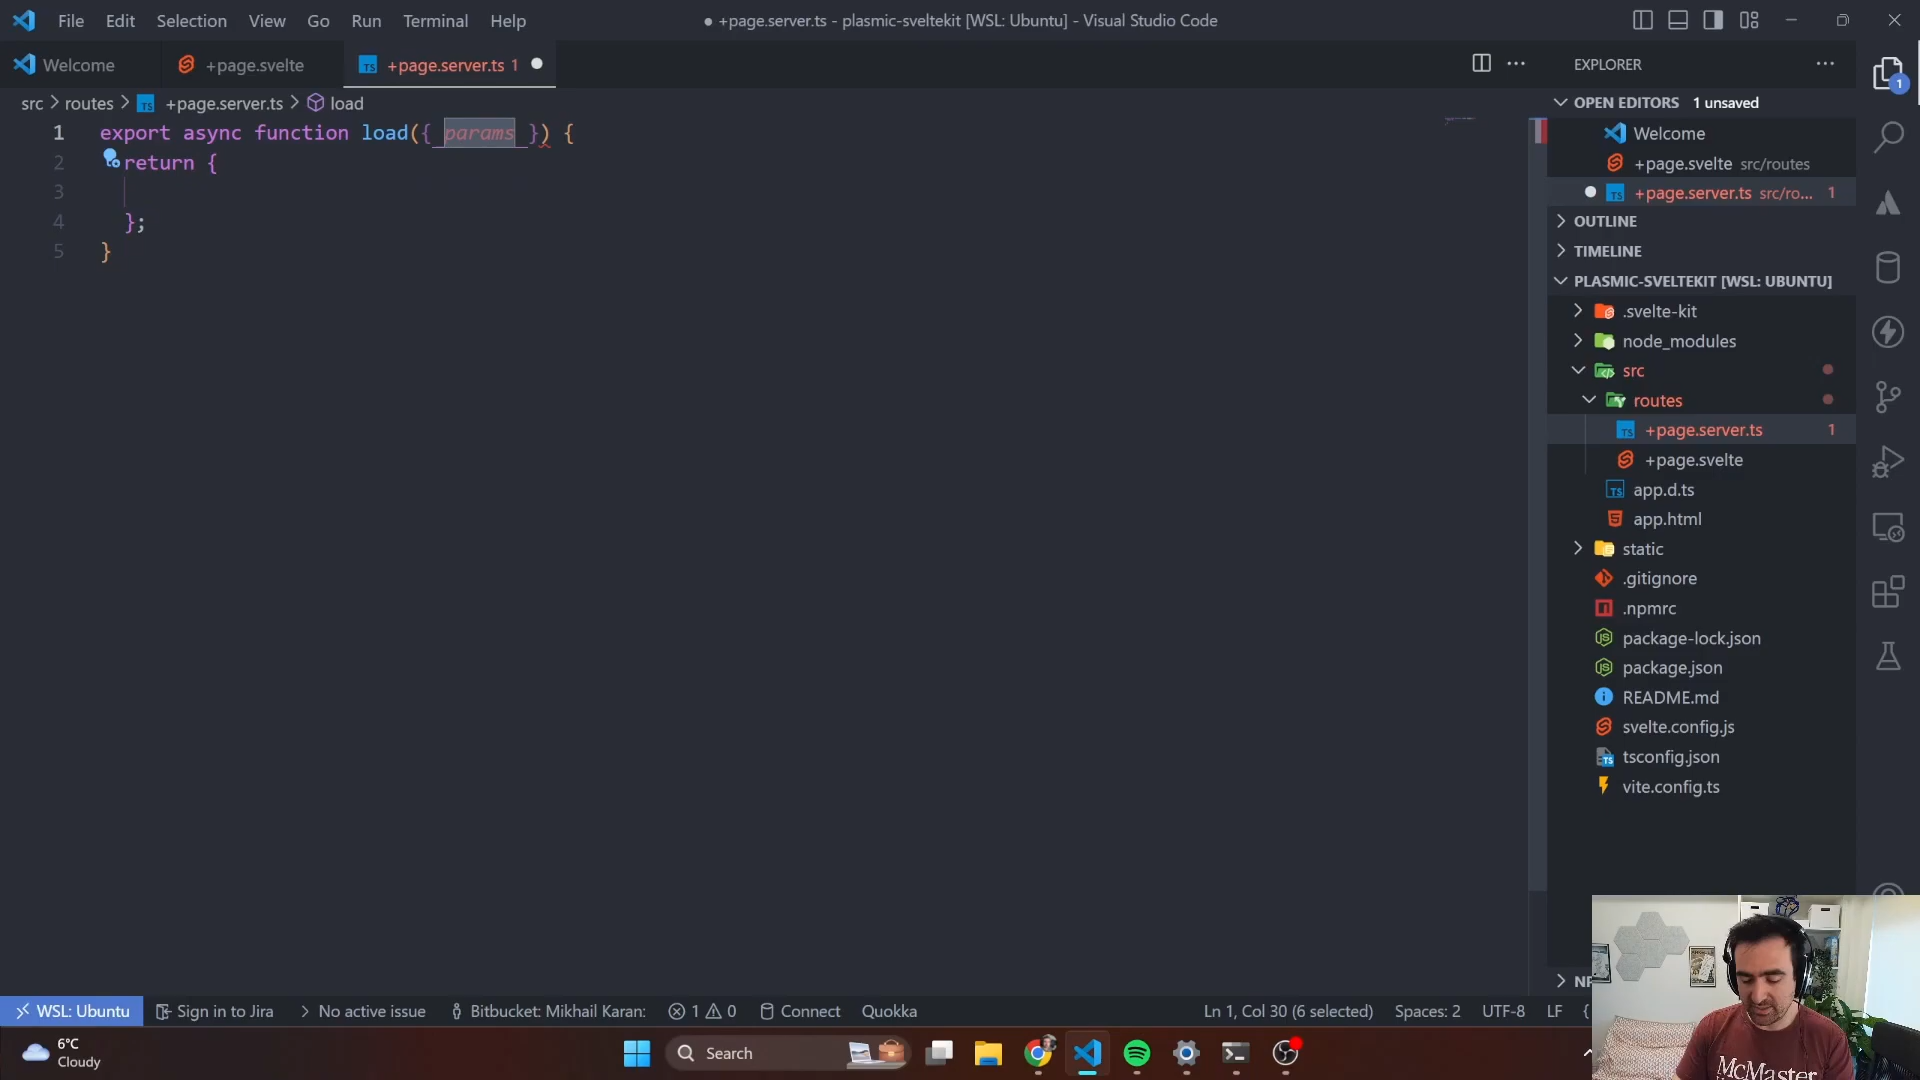 File Edit Selection View Go Run Terminal Help
● +page.server.ts - plasmic-sveltekit [WSL: Ubuntu] - Visual Studio Code
Welcome
+page.svelte
TS +page.server.ts 1
src > routes > TS +page.server.ts > load
1 export async function load({ params }) {
2 return {
3
4 };
5 }
EXPLORER
OPEN EDITORS 1 unsaved
Welcome
+page.svelte src/routes
TS +page.server.ts src/ro... 1
OUTLINE
TIMELINE
PLASMIC-SVELTEKIT [WSL: UBUNTU]
.svelte-kit
node_modules
src
routes
TS +page.server.ts 1
+page.svelte
TS app.d.ts
app.html
static
.gitignore
.npmrc
package-lock.json
package.json
README.md
svelte.config.js
tsconfig.json
vite.config.ts
1
WSL: Ubuntu Sign in to Jira > No active issue Bitbucket: Mikhail Karan: 1 0 Connect Quokka
Ln 1, Col 30 (6 selected) Spaces: 2 UTF-8 LF {
6°C
Cloudy
Search
McMaster